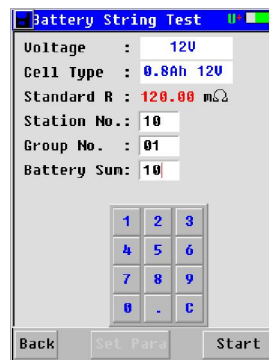 Battery String Test U+
Voltage : 12V
Cell Type : 0.8Ah 12V
Standard R : 120.00 mΩ
Station No.: 10
Group No. : 01
Battery Sum: 10
1 2 3
4 5 6
7 8 9
0 . C
Back Set Para Start